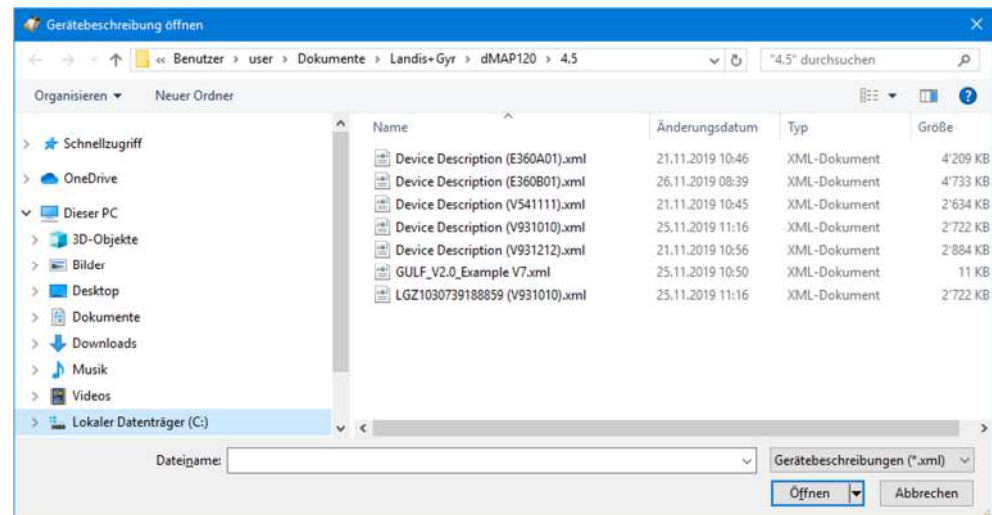 Gerätebeschreibung öffnen
« Benutzer > user > Dokumente > Landis+Gyr > dMAP120 > 4.5
"4.5" durchsuchen
Organisieren
Neuer Ordner
Schnellzugriff
OneDrive
Dieser PC
3D-Objekte
Bilder
Desktop
Dokumente
Downloads
Musik
Videos
Lokaler Datenträger (C:)
Name Änderungsdatum Typ Größe
Device Description (E360A01).xml 21.11.2019 10:46 XML-Dokument 4'209 KB
Device Description (E360B01).xml 26.11.2019 08:39 XML-Dokument 4'733 KB
Device Description (V541111).xml 21.11.2019 10:45 XML-Dokument 2'634 KB
Device Description (V931010).xml 25.11.2019 11:16 XML-Dokument 2'722 KB
Device Description (V931212).xml 21.11.2019 10:56 XML-Dokument 2'884 KB
GULF_V2.0_Example V7.xml 25.11.2019 10:50 XML-Dokument 11 KB
LGZ1030739188859 (V931010).xml 25.11.2019 11:16 XML-Dokument 2'722 KB
Dateiname:
Gerätebeschreibungen (*.xml)
Öffnen
Abbrechen